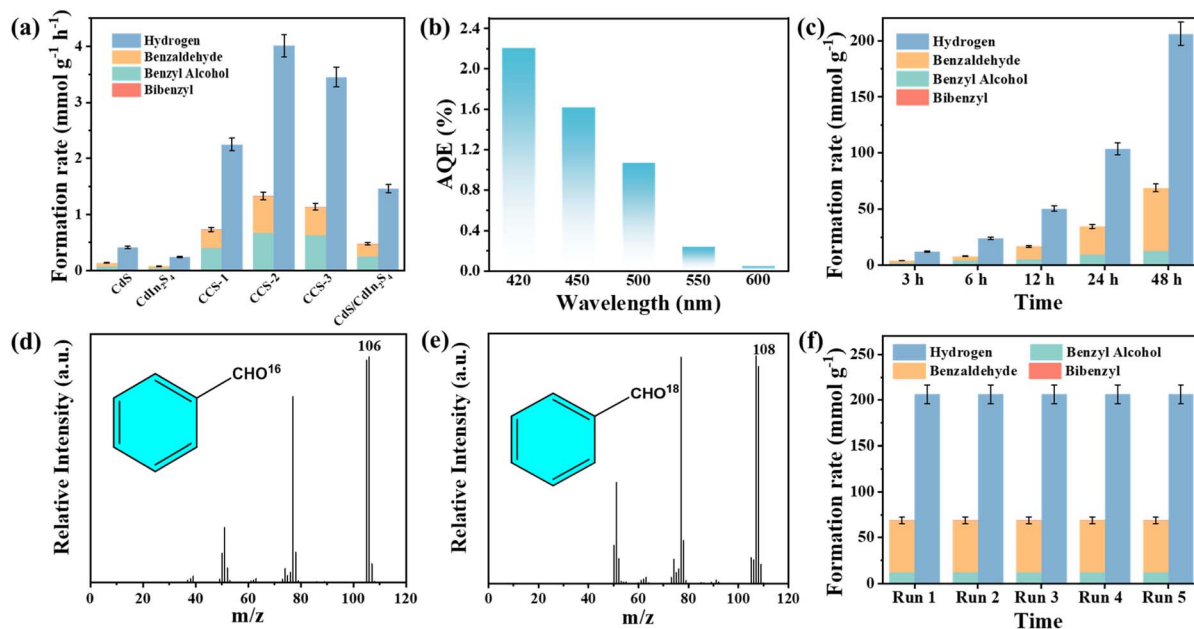 (a)
Formation rate (mmol g⁻¹ h⁻¹)
4
3
2
1
0
Hydrogen
Benzaldehyde
Benzyl Alcohol
Bibenzyl
CdS
CdIn₂S₄
CCS-1
CCS-2
CCS-3
CdS/CdIn₂S₄
(b)
AQE (%)
2.4
2.0
1.6
1.2
0.8
0.4
0.0
420 450 500 550 600
Wavelength (nm)
(c)
Formation rate (mmol g⁻¹)
200
150
100
50
0
Hydrogen
Benzaldehyde
Benzyl Alcohol
Bibenzyl
3 h 6 h 12 h 24 h 48 h
Time
(d)
Relative Intensity (a.u.)
CHO¹⁶
106
0 20 40 60 80 100 120
m/z
(e)
Relative Intensity (a.u.)
CHO¹⁸
108
0 20 40 60 80 100 120
m/z
(f)
Formation rate (mmol g⁻¹)
250
200
150
100
50
0
Hydrogen Benzyl Alcohol
Benzaldehyde Bibenzyl
Run 1 Run 2 Run 3 Run 4 Run 5
Time